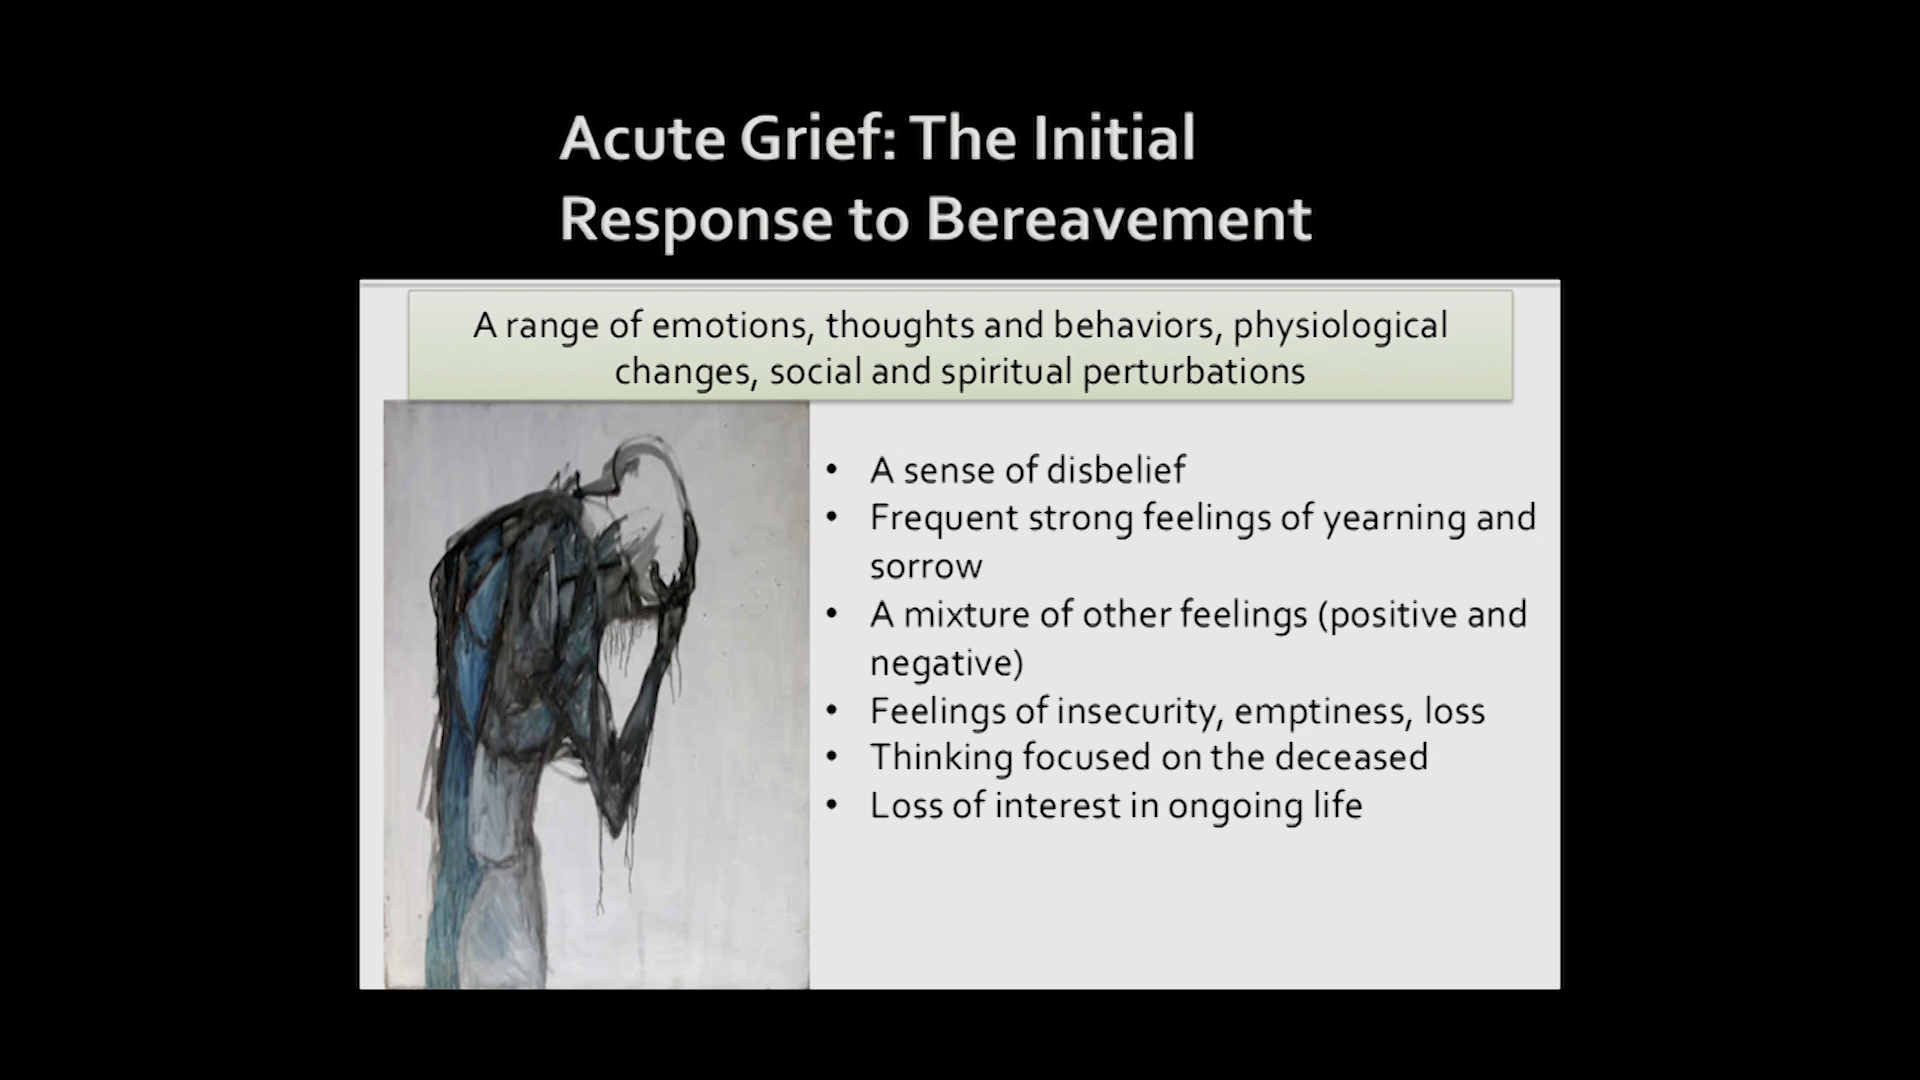 Acute Grief: The Initial
Response to Bereavement
A range of emotions, thoughts and behaviors, physiological
changes, social and spiritual perturbations
• A sense of disbelief
• Frequent strong feelings of yearning and
sorrow
• A mixture of other feelings (positive and
negative)
• Feelings of insecurity, emptiness, loss
• Thinking focused on the deceased
• Loss of interest in ongoing life